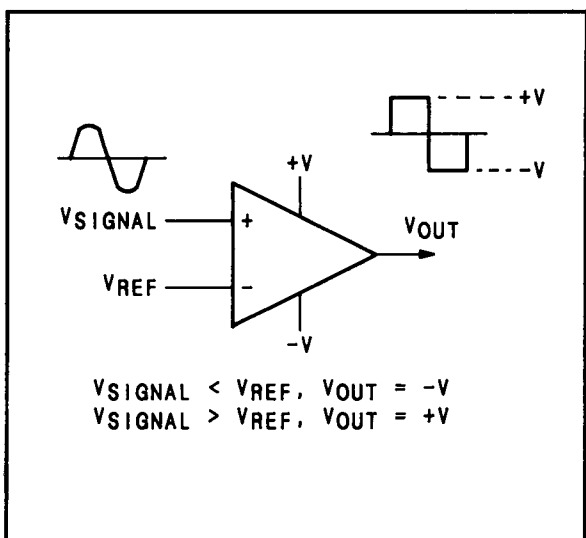 +V
-V
+V
VSIGNAL
+
VOUT
VREF
-
-V
VSIGNAL < VREF, VOUT = -V
VSIGNAL > VREF, VOUT = +V